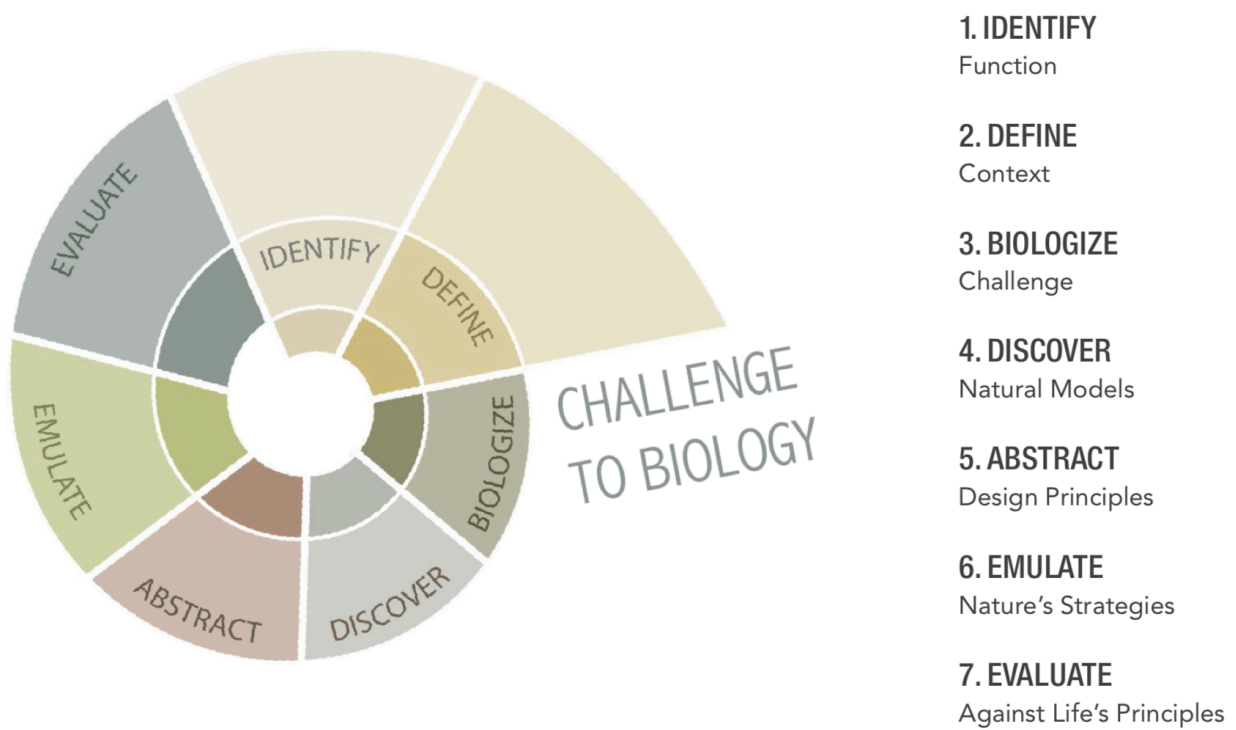 IDENTIFY
DEFINE
BIOLOGIZE
DISCOVER
ABSTRACT
EMULATE
EVALUATE
CHALLENGE
TO BIOLOGY
1. IDENTIFY
Function
2. DEFINE
Context
3. BIOLOGIZE
Challenge
4. DISCOVER
Natural Models
5. ABSTRACT
Design Principles
6. EMULATE
Nature’s Strategies
7. EVALUATE
Against Life’s Principles